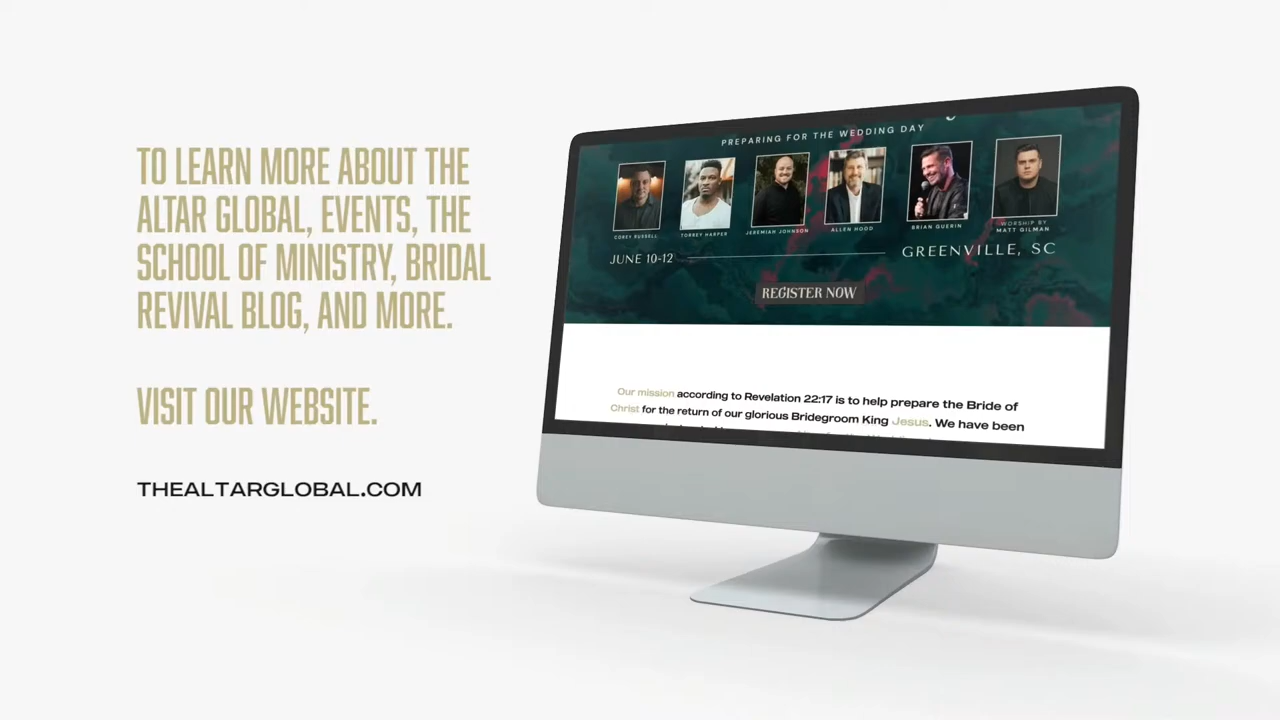 TO LEARN MORE ABOUT THE
ALTAR GLOBAL, EVENTS, THE
SCHOOL OF MINISTRY, BRIDAL
REVIVAL BLOG, AND MORE.
VISIT OUR WEBSITE.
THEALTARGLOBAL.COM
PREPARING FOR THE WEDDING DAY
COREY RUSSELL
TORREY HARPER
JEREMIAH JOHNSON
ALLEN HOOD
BRIAN GUERIN
WORSHIP BY
MATT GILMAN
JUNE 10-12
GREENVILLE, SC
REGISTER NOW
Our mission according to Revelation 22:17 is to help prepare the Bride of
Christ for the return of our glorious Bridegroom King Jesus. We have been